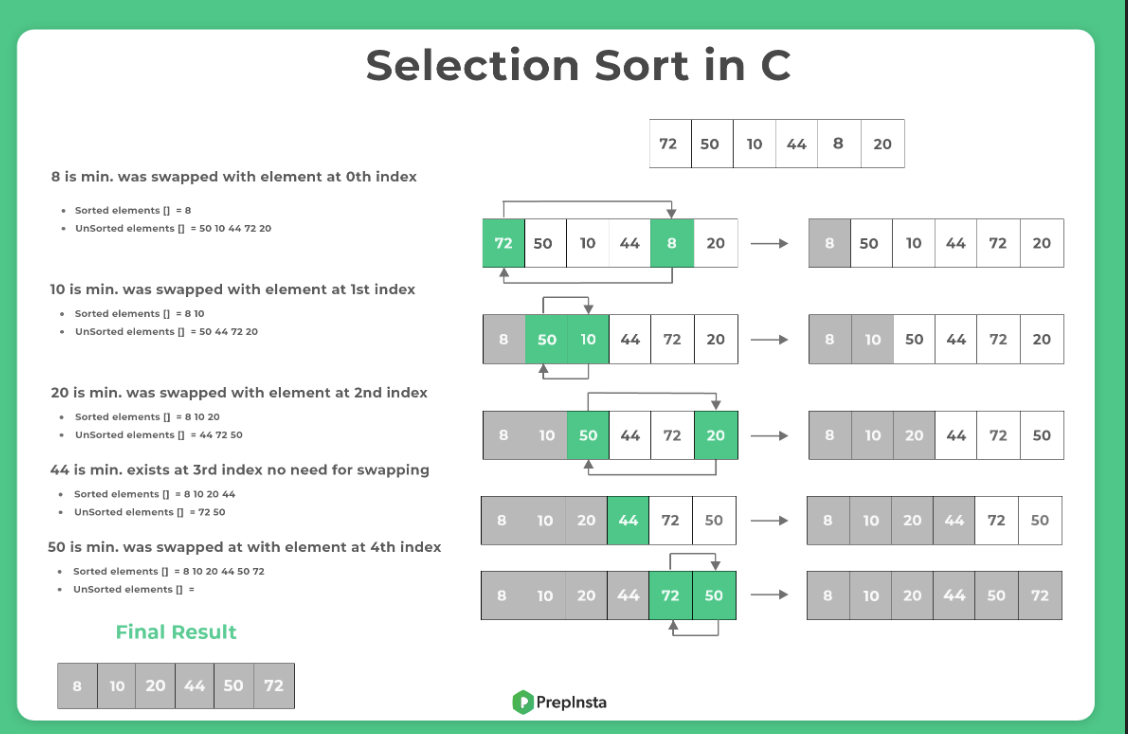 Selection Sort in C
72 50 10 44 8 20
8 is min. was swapped with element at 0th index
• Sorted elements [] = 8
• UnSorted elements [] = 50 10 44 72 20
72 50 10 44 8 20
8 50 10 44 72 20
10 is min. was swapped with element at 1st index
• Sorted elements [] = 8 10
• UnSorted elements [] = 50 44 72 20
8 50 10 44 72 20
8 10 50 44 72 20
20 is min. was swapped with element at 2nd index
• Sorted elements [] = 8 10 20
• UnSorted elements [] = 44 72 50
8 10 50 44 72 20
8 10 20 44 72 50
44 is min. exists at 3rd index no need for swapping
• Sorted elements [] = 8 10 20 44
• UnSorted elements [] = 72 50
8 10 20 44 72 50
8 10 20 44 72 50
50 is min. was swapped at with element at 4th index
• Sorted elements [] = 8 10 20 44 50 72
• UnSorted elements [] =
8 10 20 44 72 50
8 10 20 44 50 72
Final Result
8 10 20 44 50 72
PrepInsta